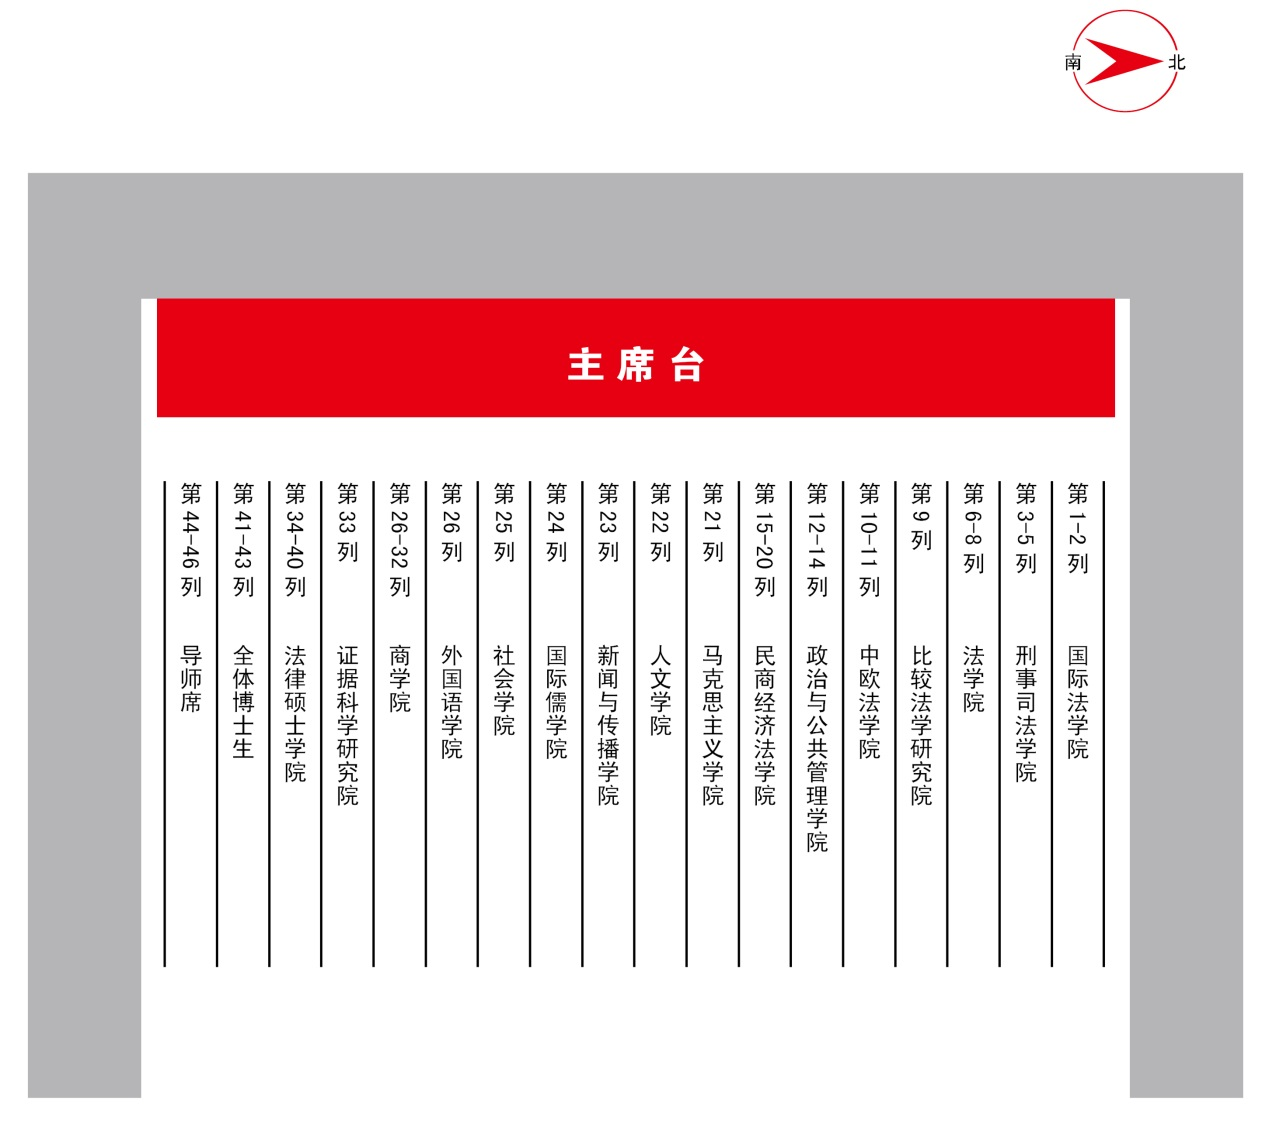 南 北
主席台
第44-46列 导师席
第41-43列 全体博士生
第34-40列 法律硕士学院
第33列 证据科学研究院
第26-32列 商学院
第26列 外国语学院
第25列 社会学院
第24列 国际儒学院
第23列 新闻与传播学院
第22列 人文学院
第21列 马克思主义学院
第15-20列 民商经济法学院
第12-14列 政治与公共管理学院
第10-11列 中欧法学院
第9列 比较法学研究院
第6-8列 法学院
第3-5列 刑事司法学院
第1-2列 国际法学院